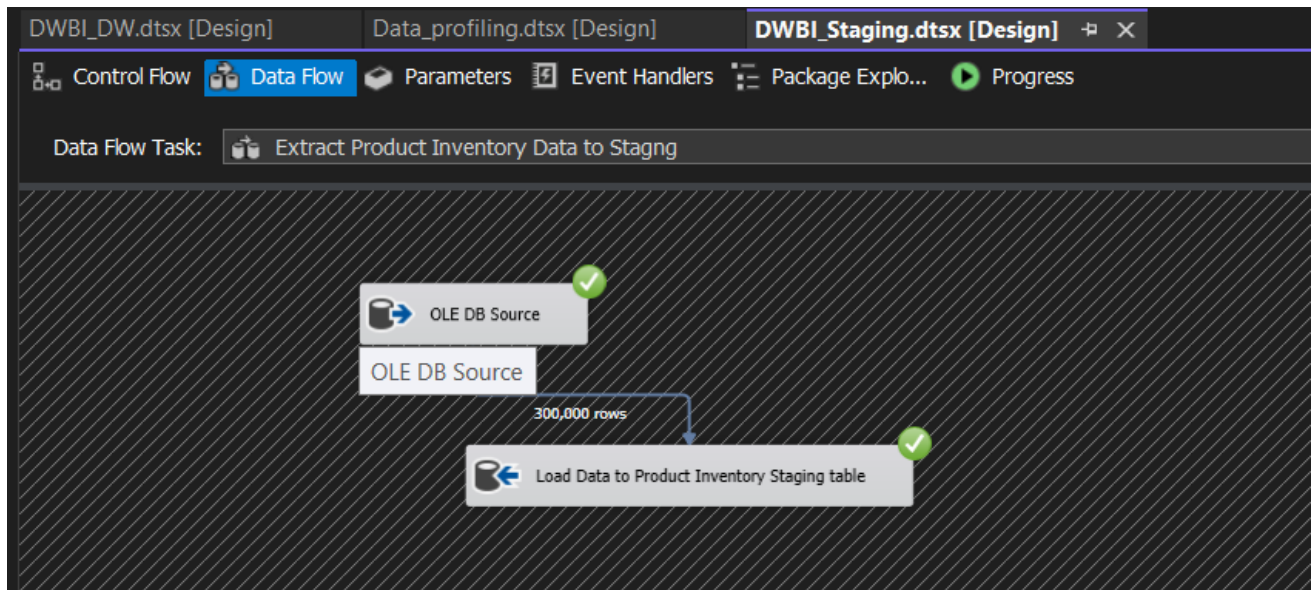 DWBI_DW.dtsx [Design] Data_profiling.dtsx [Design] DWBI_Staging.dtsx [Design]
Control Flow Data Flow Parameters Event Handlers Package Explo... Progress
Data Flow Task: Extract Product Inventory Data to Stagng
OLE DB Source
OLE DB Source
300,000 rows
Load Data to Product Inventory Staging table